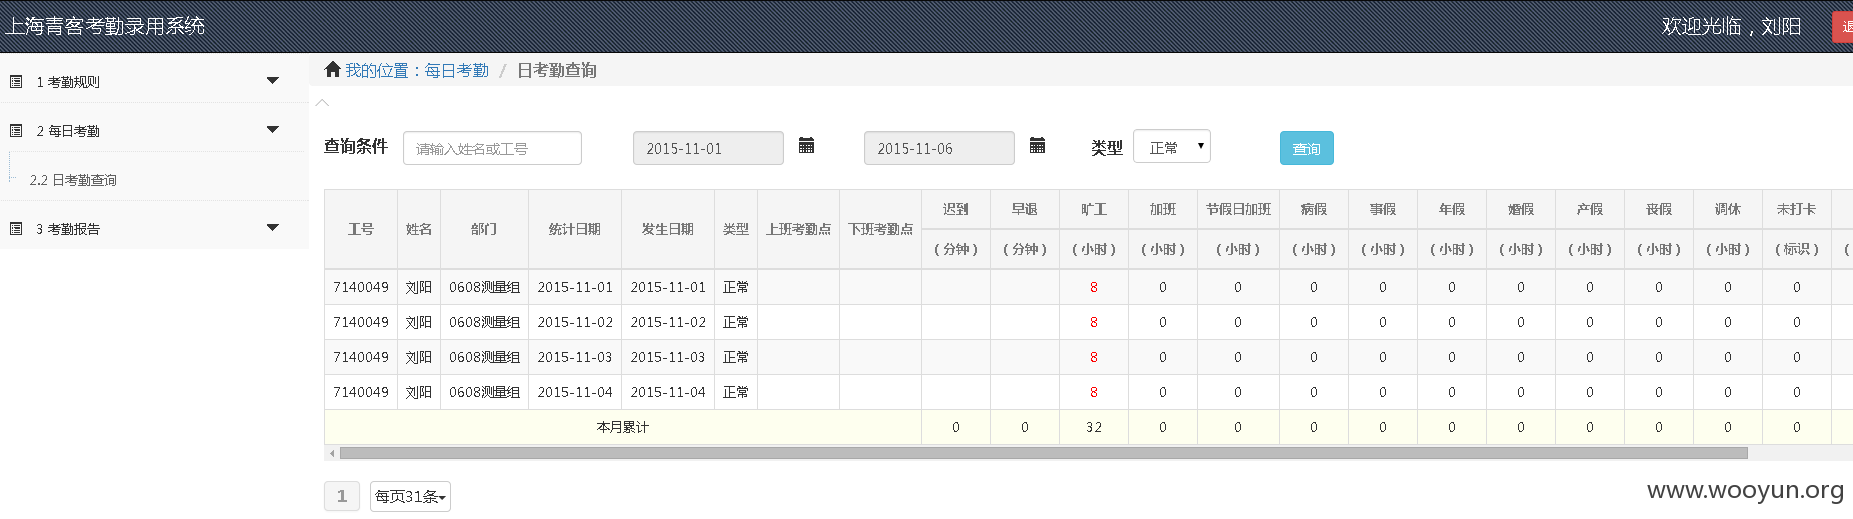 上海青客考勤录用系统
欢迎光临，刘阳
1 考勤规则
2 每日考勤
2.2 日考勤查询
3 考勤报告
我的位置：每日考勤 / 日考勤查询
查询条件 请输入姓名或工号 2015-11-01 2015-11-06 类型 正常 查询
工号 姓名 部门 统计日期 发生日期 类型 上班考勤点 下班考勤点 迟到 早退 旷工 加班 节假日加班 病假 事假 年假 婚假 产假 丧假 调休 未打卡
（分钟） （分钟） （小时） （小时） （小时） （小时） （小时） （小时） （小时） （小时） （小时） （小时） （标识）
7140049 刘阳 0608测量组 2015-11-01 2015-11-01 正常 8 0 0 0 0 0 0 0 0 0 0
7140049 刘阳 0608测量组 2015-11-02 2015-11-02 正常 8 0 0 0 0 0 0 0 0 0 0
7140049 刘阳 0608测量组 2015-11-03 2015-11-03 正常 8 0 0 0 0 0 0 0 0 0 0
7140049 刘阳 0608测量组 2015-11-04 2015-11-04 正常 8 0 0 0 0 0 0 0 0 0 0
本月累计 0 0 32 0 0 0 0 0 0 0 0 0 0
1 每页31条
www.wooyun.org